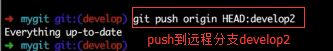 → mygit git:(develop) git push origin HEAD:develop2
Everything up-to-date
→ mygit git:(develop) push到远程分支develop2